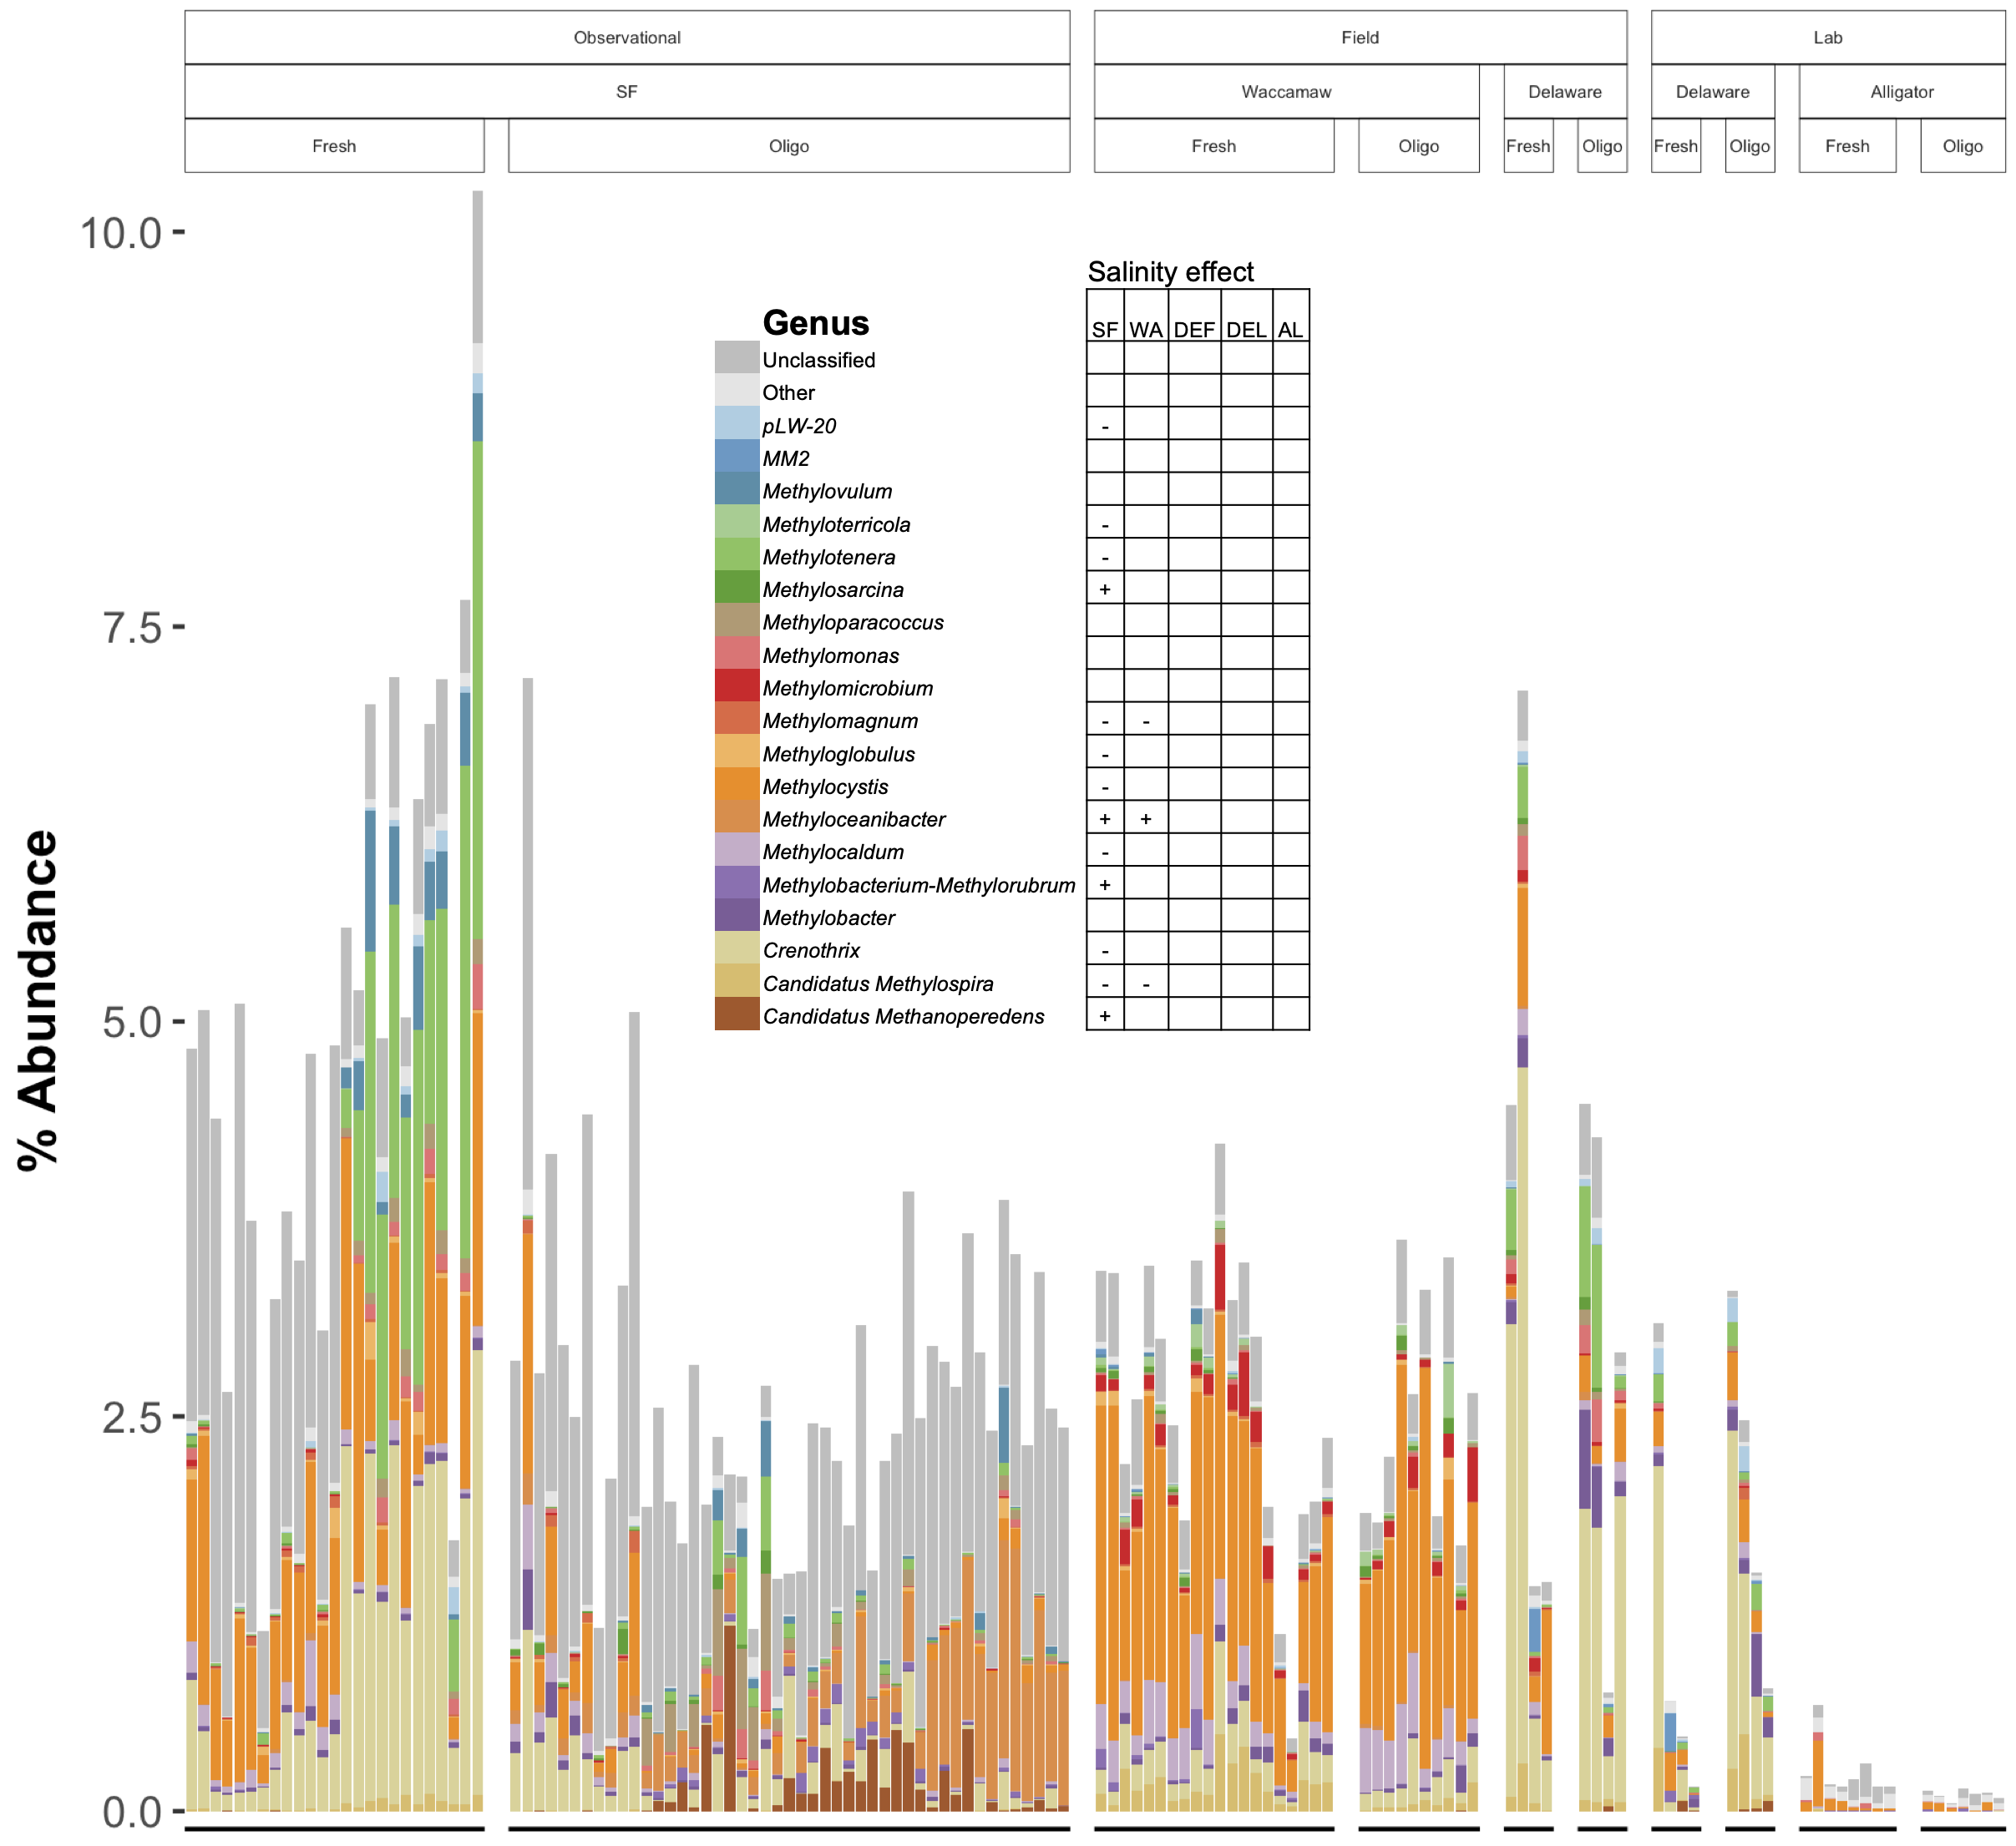 Observational Field Lab
SF Waccamaw Delaware Delaware Alligator
Fresh Oligo Fresh Oligo Fresh Oligo Fresh Oligo Fresh Oligo
% Abundance
10.0
7.5
5.0
2.5
0.0
Salinity effect
Genus SF WA DEF DEL AL
Unclassified
Other
pLW-20 -
MM2
Methylovulum
Methyloterricola -
Methylotenera -
Methylosarcina +
Methyloparacoccus
Methylomonas
Methylomicrobium
Methylomagnum - -
Methyloglobulus -
Methylocystis -
Methyloceanibacter + +
Methylocaldum -
Methylobacterium-Methylorubrum +
Methylobacter
Crenothrix -
Candidatus Methylospira - -
Candidatus Methanoperedens +